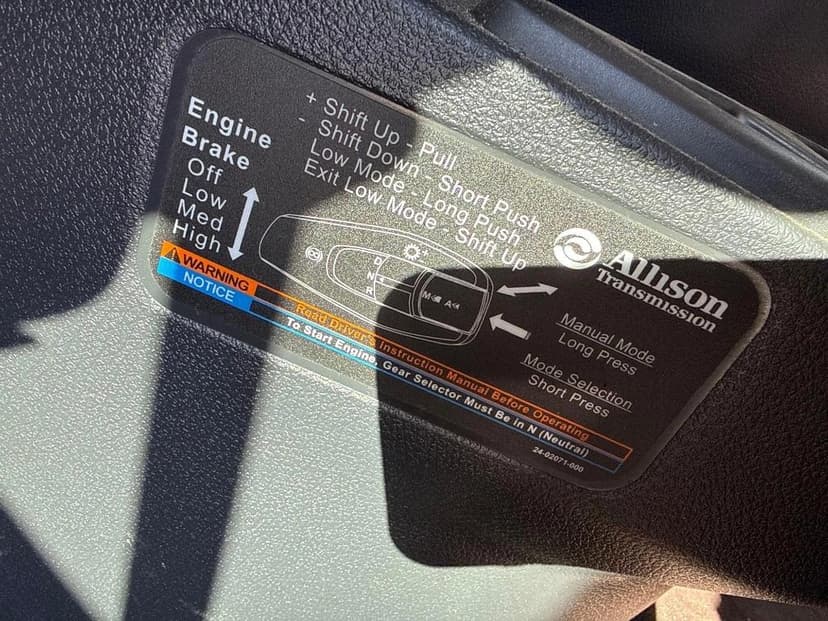 Engine
Brake
Off
Low
Med
High
+ Shift Up - Pull
- Shift Down - Short Push
Low Mode - Long Push
Exit Low Mode - Shift Up
D
N
R
M
A
Allison
Transmission
Manual Mode
Long Press
Mode Selection
Short Press
WARNING
Read Driver's Instruction Manual Before Operating
NOTICE
To Start Engine, Gear Selector Must Be in N (Neutral)
24-02071-000